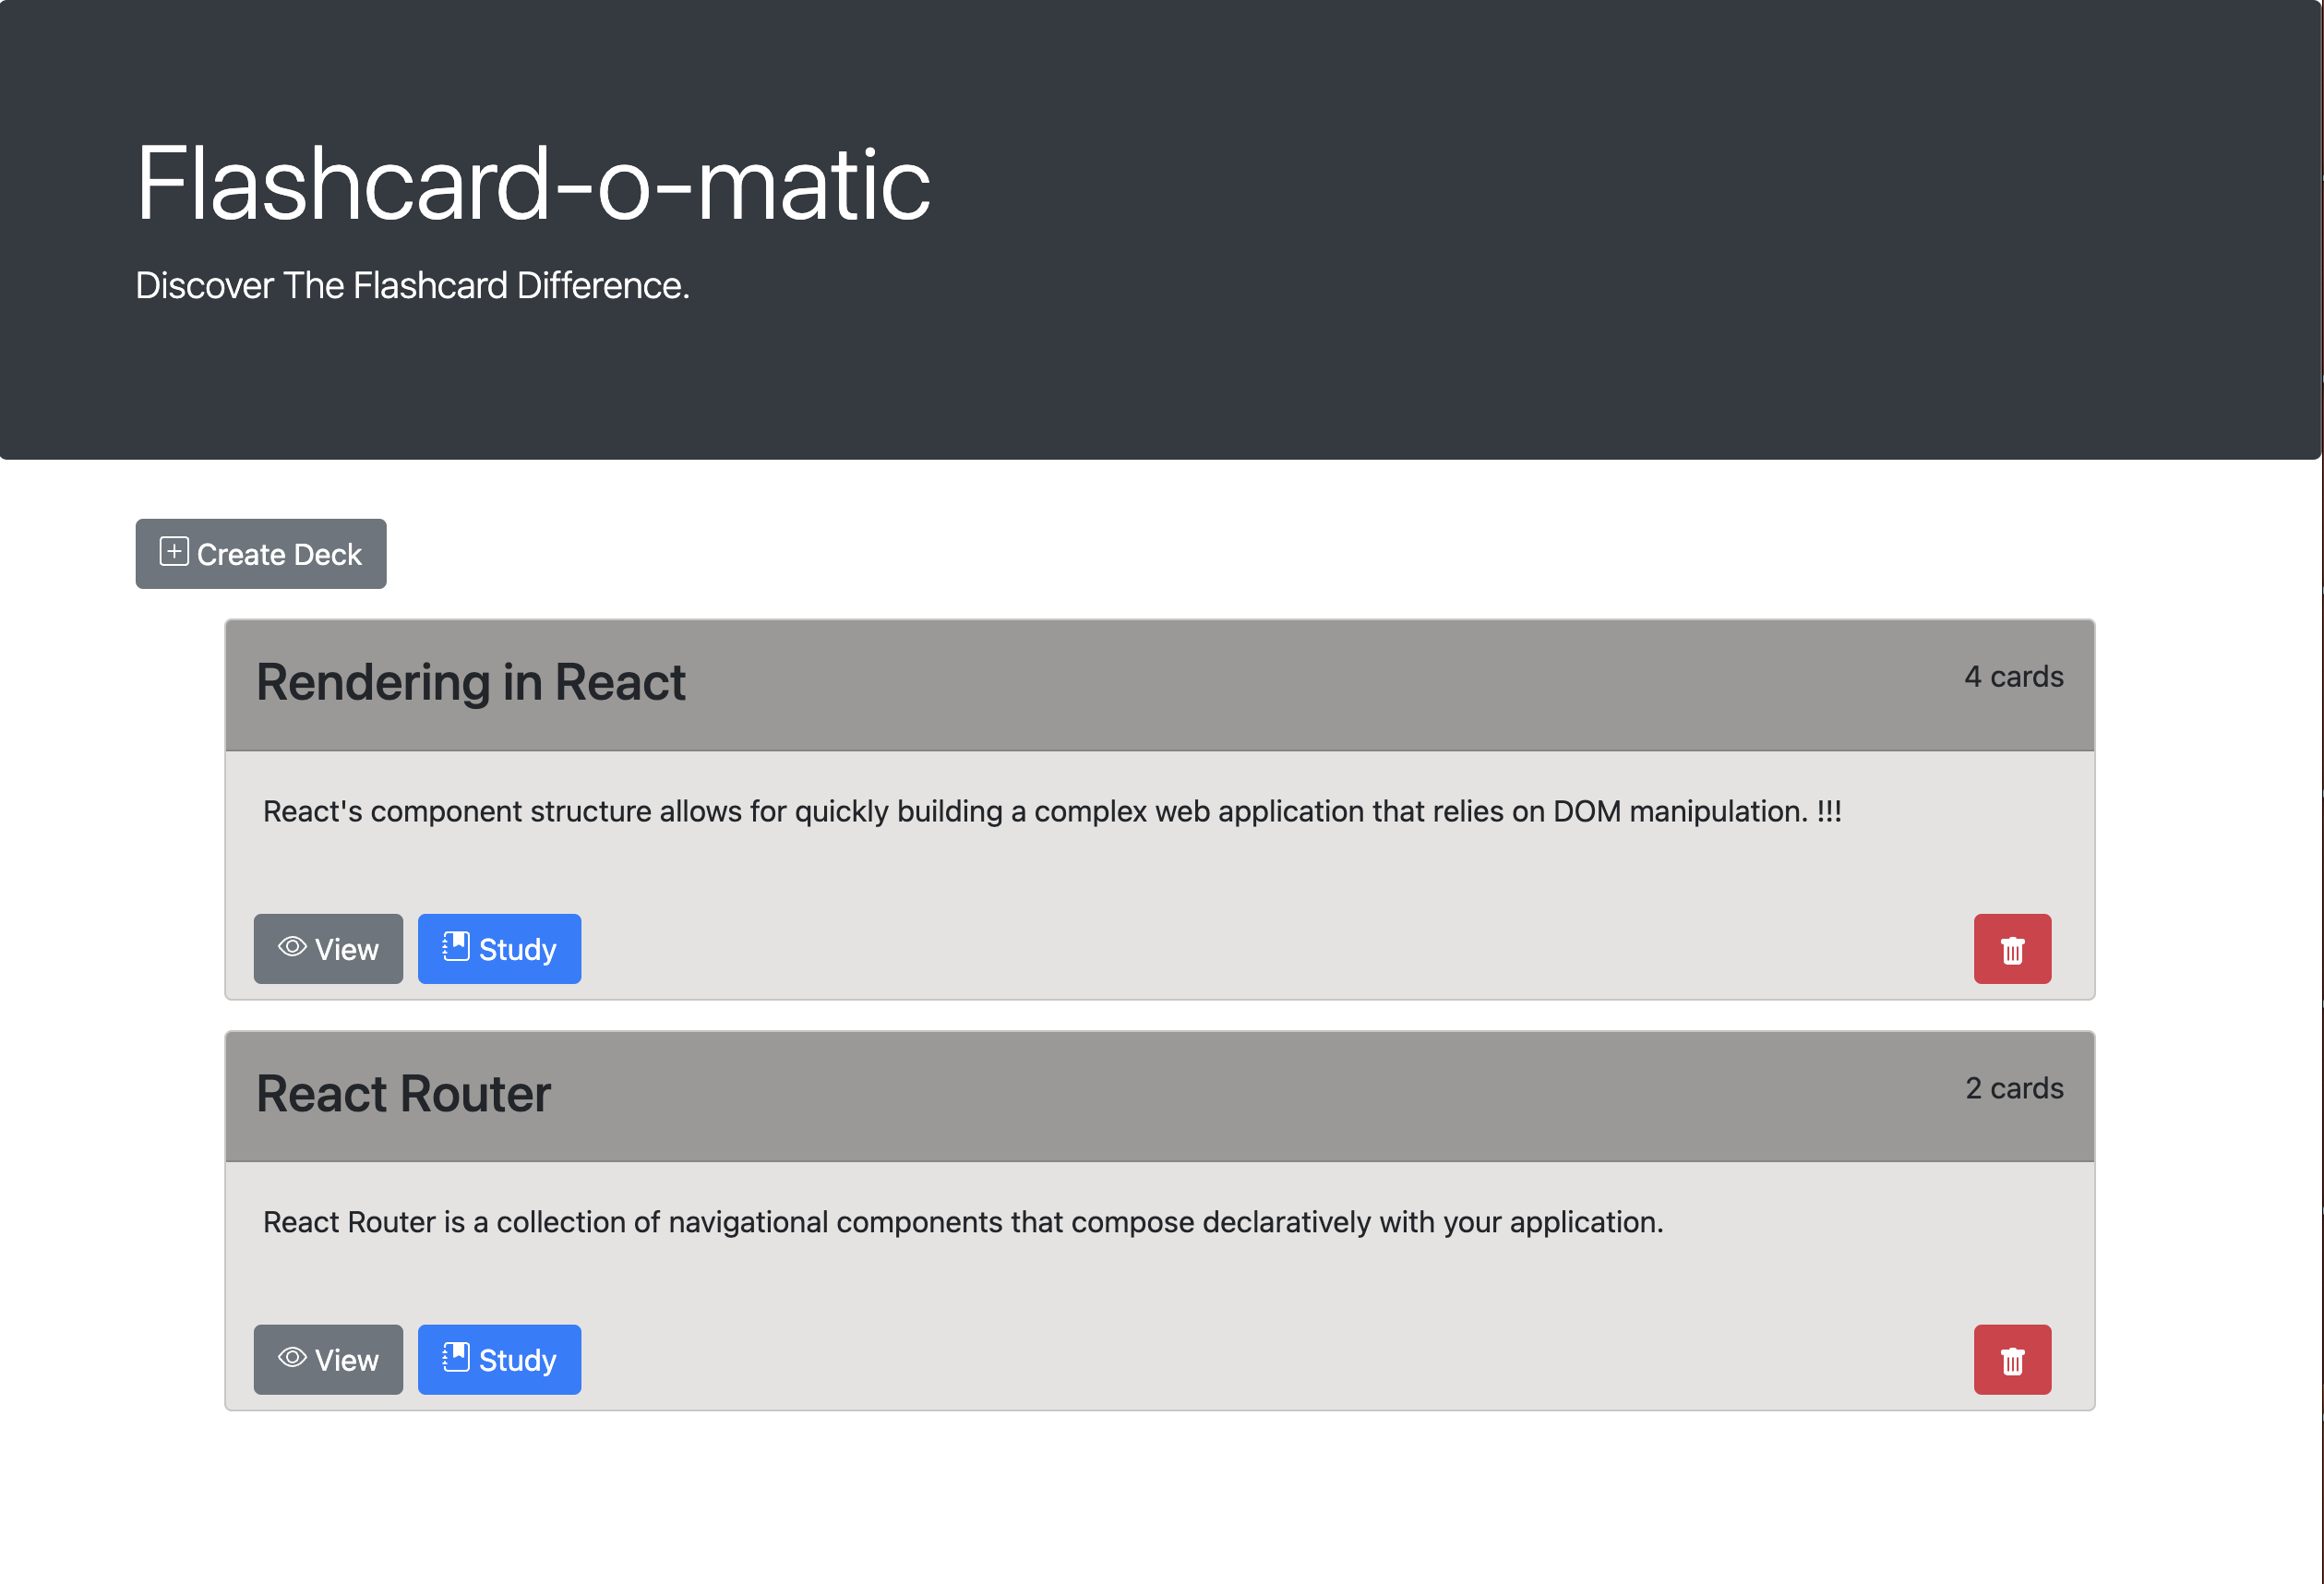 Flashcard-o-matic
Discover The Flashcard Difference.
Create Deck
Rendering in React
4 cards
React's component structure allows for quickly building a complex web application that relies on DOM manipulation. !!!
View
Study
React Router
2 cards
React Router is a collection of navigational components that compose declaratively with your application.
View
Study